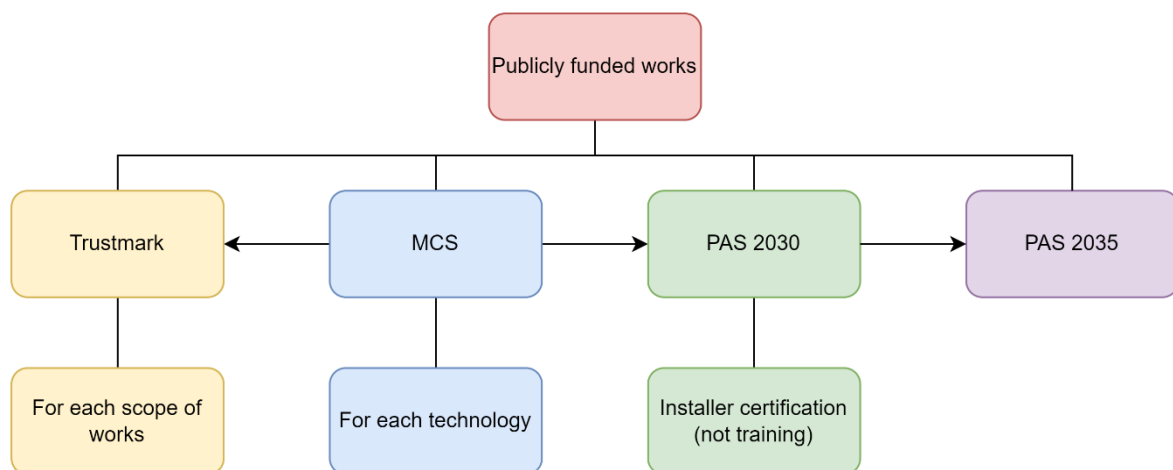 Publicly funded works
Trustmark
MCS
PAS 2030
PAS 2035
For each scope of
works
For each technology
Installer certification
(not training)